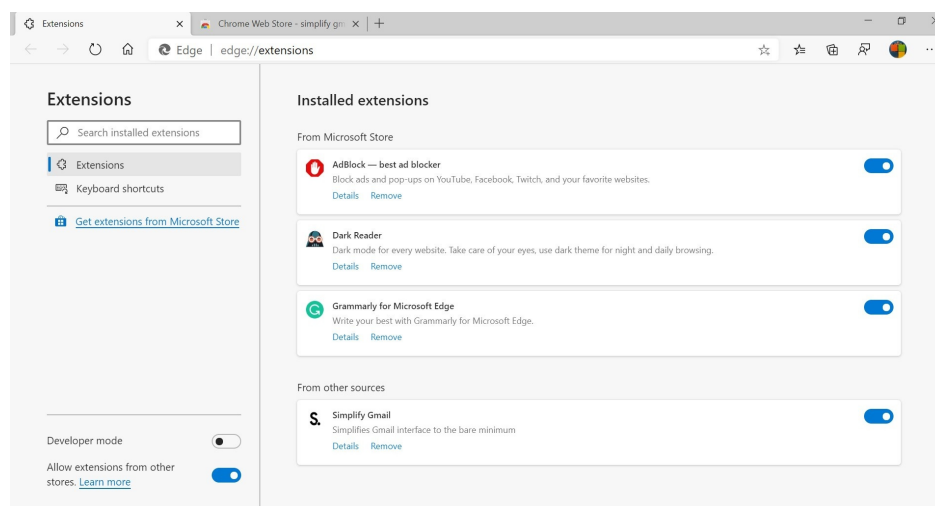 Extensions
Chrome Web Store - simplify gm
Edge | edge://extensions
Extensions
Search installed extensions
Extensions
Keyboard shortcuts
Get extensions from Microsoft Store
Developer mode
Allow extensions from other
stores. Learn more
Installed extensions
From Microsoft Store
AdBlock — best ad blocker
Block ads and pop-ups on YouTube, Facebook, Twitch, and your favorite websites.
Details Remove
Dark Reader
Dark mode for every website. Take care of your eyes, use dark theme for night and daily browsing.
Details Remove
G
Grammarly for Microsoft Edge
Write your best with Grammarly for Microsoft Edge.
Details Remove
From other sources
S.
Simplify Gmail
Simplifies Gmail interface to the bare minimum
Details Remove